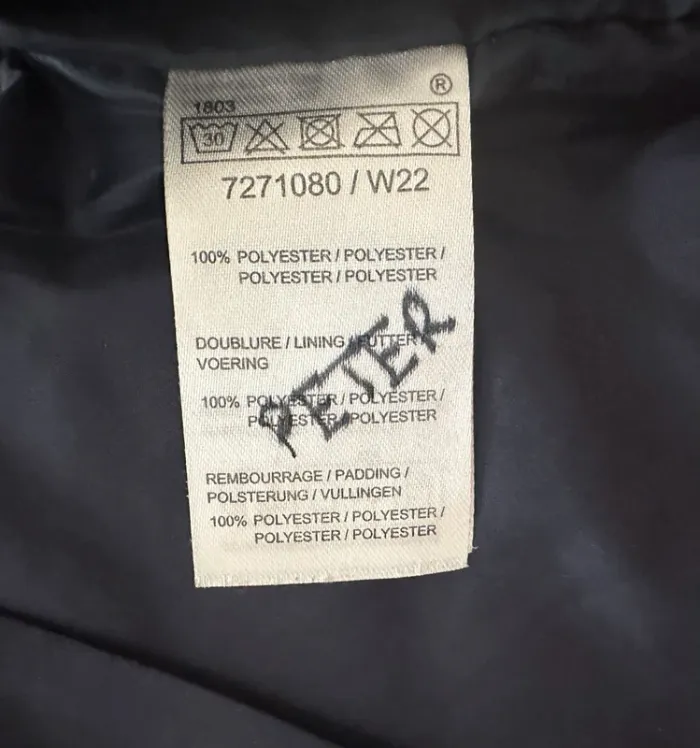 ®
1803
30
7271080 / W22
100% POLYESTER / POLYESTER /
POLYESTER / POLYESTER
DOUBLURE / LINING / FUTTER /
VOERING
100% POLYESTER / POLYESTER /
POLYESTER / POLYESTER
PETER
REMBOURRAGE / PADDING /
POLSTERUNG / VULLINGEN
100% POLYESTER / POLYESTER /
POLYESTER / POLYESTER